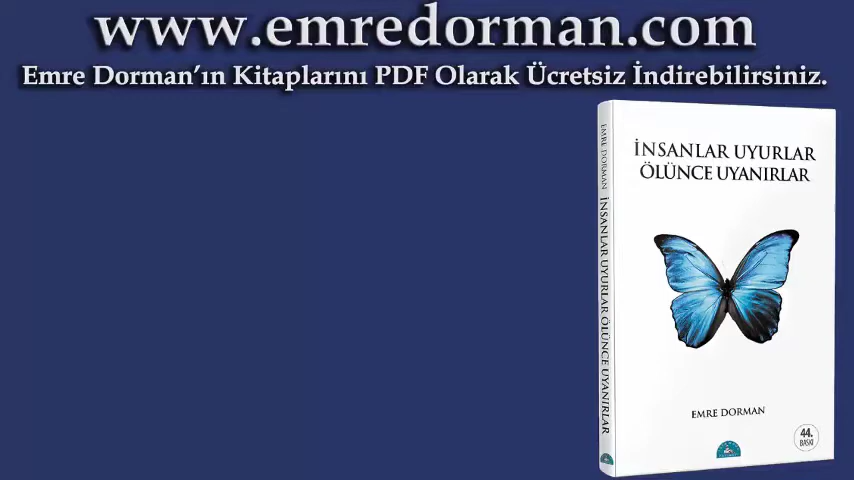 www.emredorman.com
Emre Dorman’ın Kitaplarını PDF Olarak Ücretsiz İndirebilirsiniz.
EMRE DORMAN İNSANLAR UYURLAR ÖLÜNCE UYANIRLAR
İNSANLAR UYURLAR
ÖLÜNCE UYANIRLAR
EMRE DORMAN
44.
BASKI